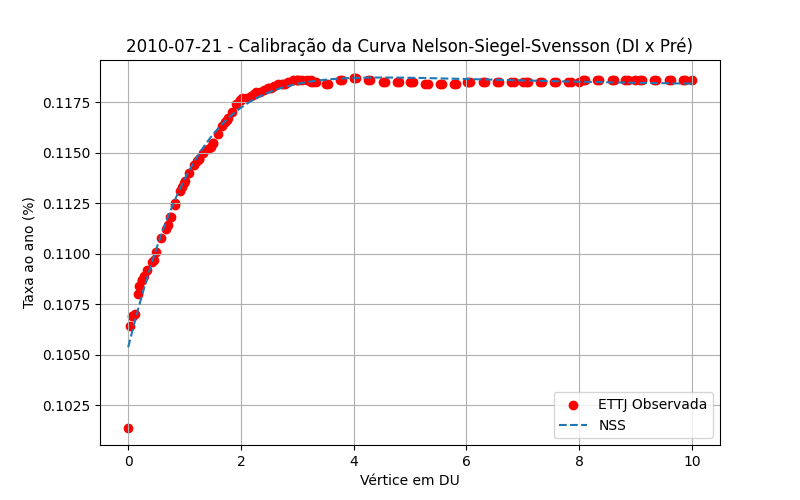 2010-07-21 - Calibração da Curva Nelson-Siegel-Svensson (DI x Pré)
Taxa ao ano (%)
0.1175
0.1150
0.1125
0.1100
0.1075
0.1050
0.1025
ETTJ Observada
NSS
0 2 4 6 8 10
Vértice em DU